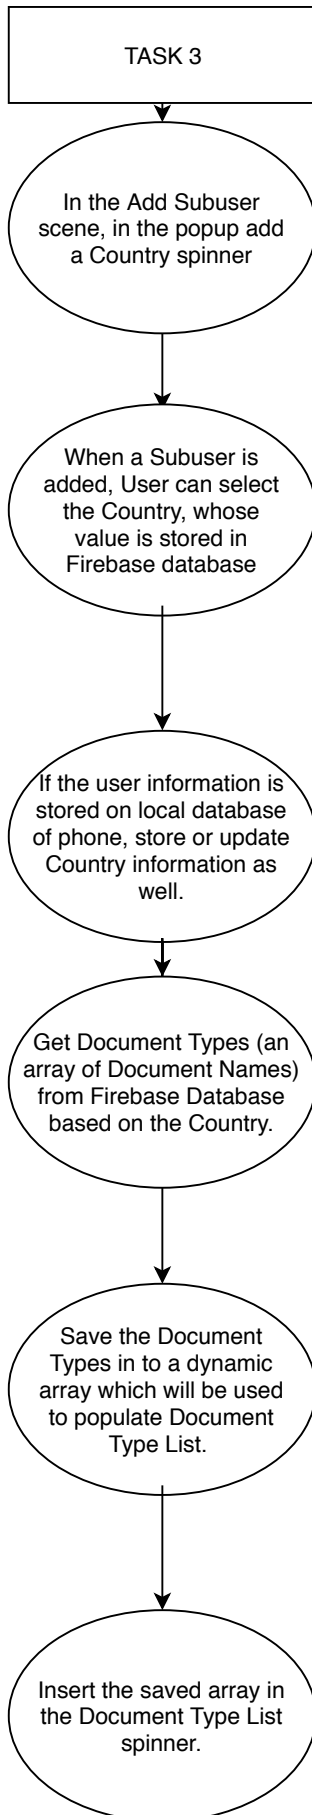 TASK 3
In the Add Subuser
scene, in the popup add
a Country spinner
When a Subuser is
added, User can select
the Country, whose
value is stored in
Firebase database
If the user information is
stored on local database
of phone, store or update
Country information as
well.
Get Document Types (an
array of Document Names)
from Firebase Database
based on the Country.
Save the Document
Types in to a dynamic
array which will be used
to populate Document
Type List.
Insert the saved array in
the Document Type List
spinner.